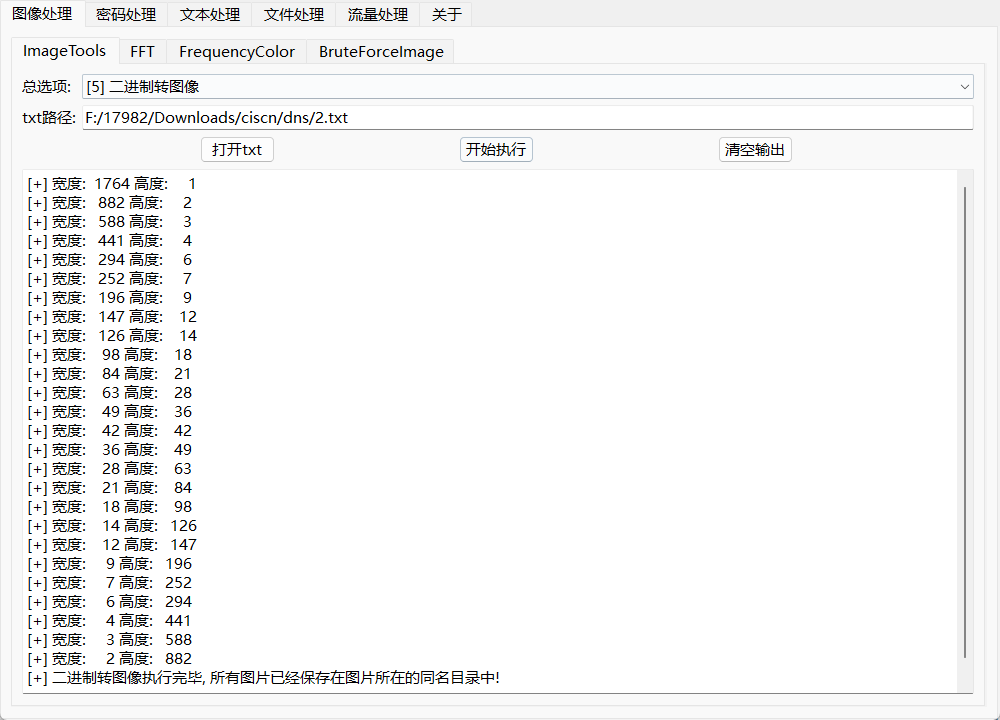 图像处理 密码处理 文本处理 文件处理 流量处理 关于
ImageTools FFT FrequencyColor BruteForceImage
总选项: [5] 二进制转图像
txt路径: F:/17982/Downloads/ciscn/dns/2.txt
打开txt 开始执行 清空输出
[+] 宽度: 1764 高度: 1
[+] 宽度: 882 高度: 2
[+] 宽度: 588 高度: 3
[+] 宽度: 441 高度: 4
[+] 宽度: 294 高度: 6
[+] 宽度: 252 高度: 7
[+] 宽度: 196 高度: 9
[+] 宽度: 147 高度: 12
[+] 宽度: 126 高度: 14
[+] 宽度: 98 高度: 18
[+] 宽度: 84 高度: 21
[+] 宽度: 63 高度: 28
[+] 宽度: 49 高度: 36
[+] 宽度: 42 高度: 42
[+] 宽度: 36 高度: 49
[+] 宽度: 28 高度: 63
[+] 宽度: 21 高度: 84
[+] 宽度: 18 高度: 98
[+] 宽度: 14 高度: 126
[+] 宽度: 12 高度: 147
[+] 宽度: 9 高度: 196
[+] 宽度: 7 高度: 252
[+] 宽度: 6 高度: 294
[+] 宽度: 4 高度: 441
[+] 宽度: 3 高度: 588
[+] 宽度: 2 高度: 882
[+] 二进制转图像执行完毕, 所有图片已经保存在图片所在的同名目录中!